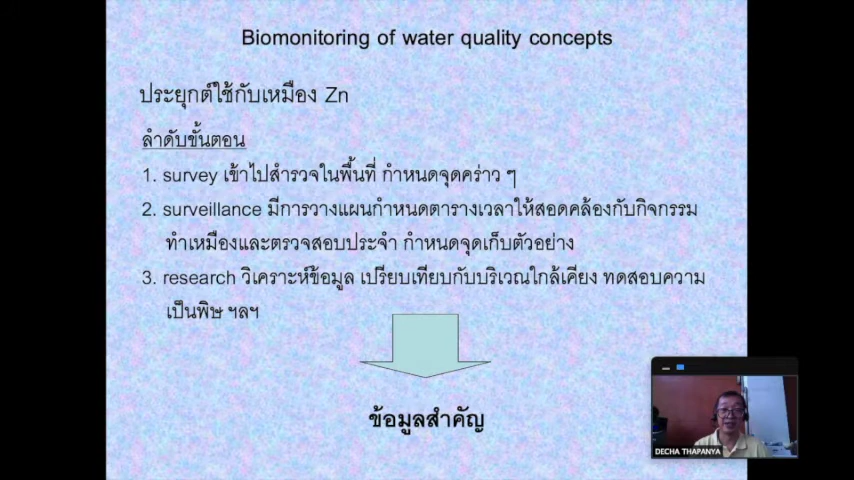 Biomonitoring of water quality concepts
ประยุกต์ใช้กับเหมือง Zn
ลำดับขั้นตอน
1. survey เข้าไปสำรวจในพื้นที่ กำหนดจุดคร่าว ๆ
2. surveillance มีการวางแผนกำหนดตารางเวลาให้สอดคล้องกับกิจกรรม
ทำเหมืองและตรวจสอบประจำ กำหนดจุดเก็บตัวอย่าง
3. research วิเคราะห์ข้อมูล เปรียบเทียบกับบริเวณใกล้เคียง ทดสอบความ
เป็นพิษ ฯลฯ
ข้อมูลสำคัญ
DECHA THAPANYA